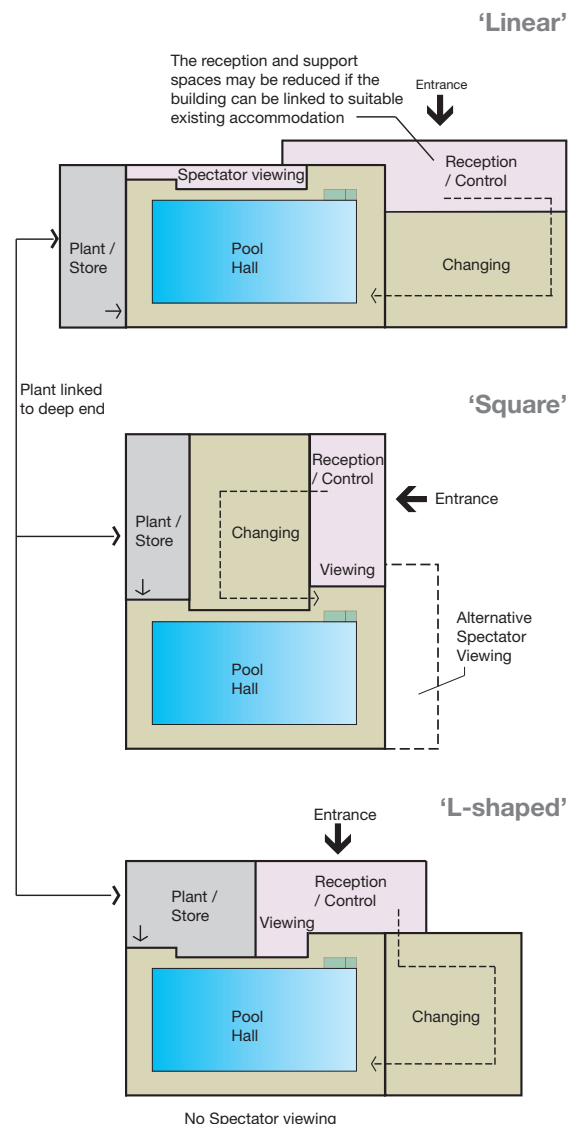 ‘Linear’
The reception and support
spaces may be reduced if the
building can be linked to suitable
existing accommodation
Entrance
Spectator viewing
Reception
/ Control
Plant /
Store
Pool
Hall
Changing
Plant linked
to deep end
‘Square’
Reception
/ Control
Entrance
Plant /
Store
Changing
Viewing
Alternative
Spectator
Viewing
Pool
Hall
‘L-shaped’
Entrance
Plant /
Store
Reception
/ Control
Viewing
Pool
Hall
Changing
No Spectator viewing